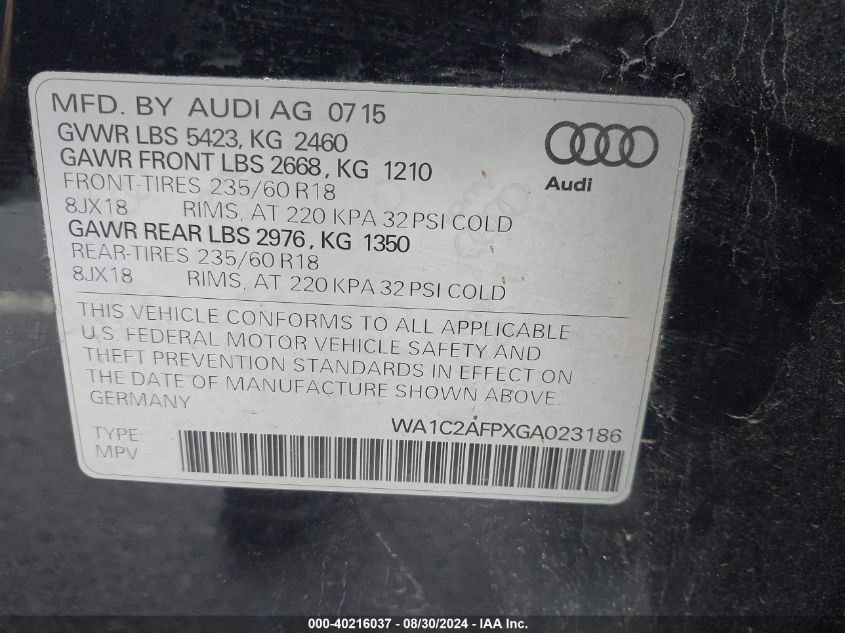 MFD. BY AUDI AG 07 15
GVWR LBS 5423, KG 2460
GAWR FRONT LBS 2668, KG 1210
FRONT-TIRES 235/60 R18
8JX18 RIMS, AT 220 KPA 32 PSI COLD
GAWR REAR LBS 2976, KG 1350
REAR-TIRES 235/60 R18
8JX18 RIMS, AT 220 KPA 32 PSI COLD
Audi
THIS VEHICLE CONFORMS TO ALL APPLICABLE
U.S. FEDERAL MOTOR VEHICLE SAFETY AND
THEFT PREVENTION STANDARDS IN EFFECT ON
THE DATE OF MANUFACTURE SHOWN ABOVE.
GERMANY
WA1C2AFPXGA023186
TYPE:
MPV
000-40216037 - 08/30/2024 - IAAI.com